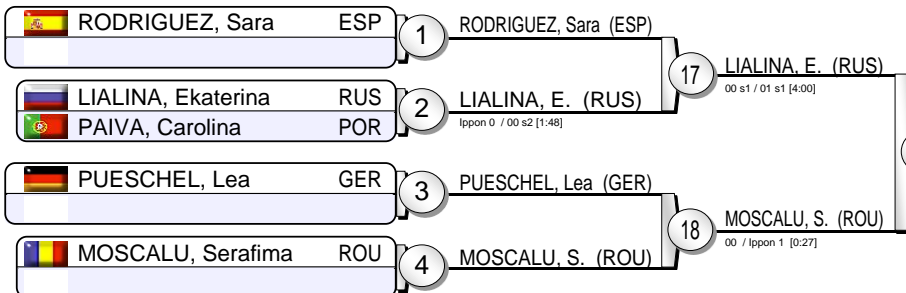 RODRIGUEZ, Sara ESP
1
RODRIGUEZ, Sara (ESP)
LIALINA, Ekaterina RUS
PAIVA, Carolina POR
2
LIALINA, E. (RUS)
Ippon 0 / 00 s2 [1:48]
17
LIALINA, E. (RUS)
00 s1 / 01 s1 [4:00]
PUESCHEL, Lea GER
3
PUESCHEL, Lea (GER)
MOSCALU, Serafima ROU
4
MOSCALU, S. (ROU)
18
MOSCALU, S. (ROU)
00 / Ippon 1 [0:27]